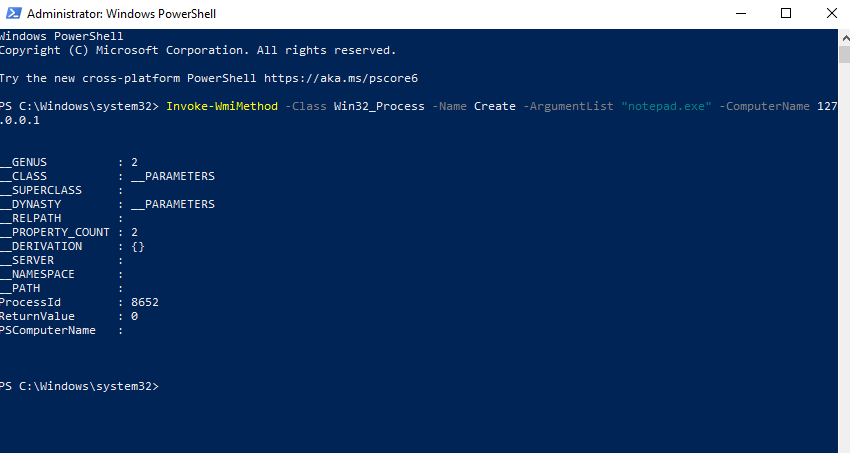 Administrator: Windows PowerShell
Windows PowerShell
Copyright (C) Microsoft Corporation. All rights reserved.
Try the new cross-platform PowerShell https://aka.ms/pscore6
PS C:\Windows\system32> Invoke-WmiMethod -Class Win32_Process -Name Create -ArgumentList "notepad.exe" -ComputerName 127
.0.0.1
__GENUS : 2
__CLASS : __PARAMETERS
__SUPERCLASS :
__DYNASTY : __PARAMETERS
__RELPATH :
__PROPERTY_COUNT : 2
__DERIVATION : {}
__SERVER :
__NAMESPACE :
__PATH :
ProcessId : 8652
ReturnValue : 0
PSComputerName :
PS C:\Windows\system32>